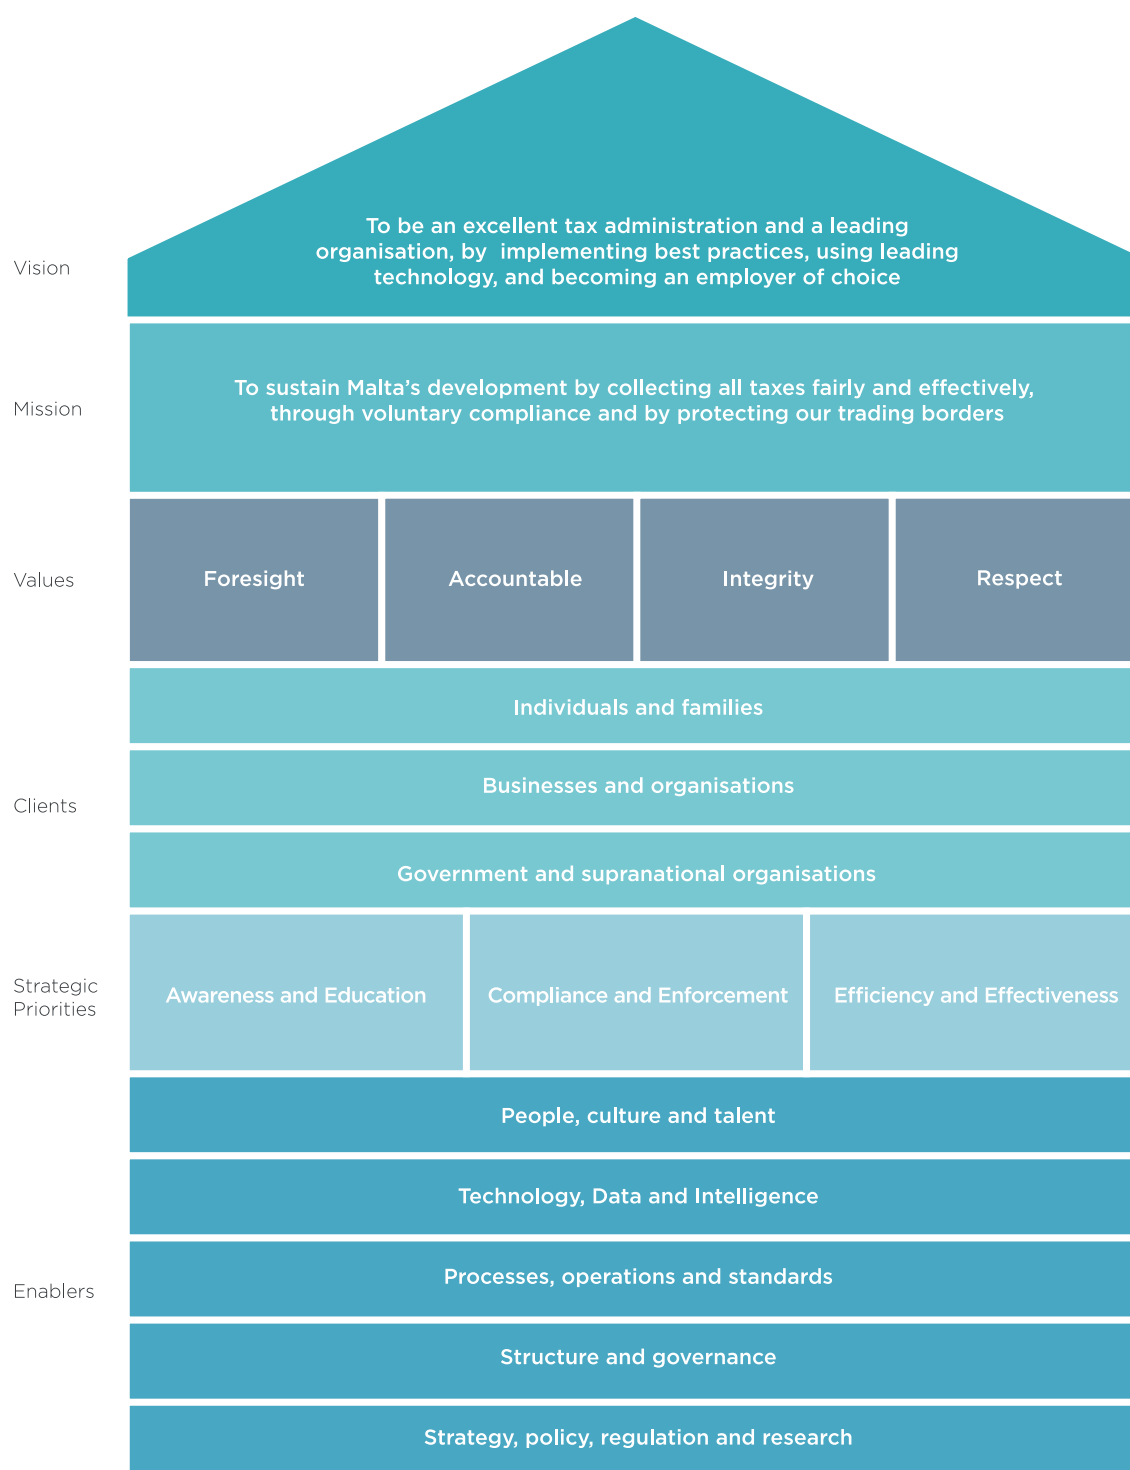 To be an excellent tax administration and a leading
organisation, by implementing best practices, using leading
technology, and becoming an employer of choice
Vision
To sustain Malta’s development by collecting all taxes fairly and effectively,
through voluntary compliance and by protecting our trading borders
Mission
Values
Foresight
Accountable
Integrity
Respect
Individuals and families
Businesses and organisations
Clients
Government and supranational organisations
Strategic
Priorities
Awareness and Education
Compliance and Enforcement
Efficiency and Effectiveness
People, culture and talent
Technology, Data and Intelligence
Processes, operations and standards
Enablers
Structure and governance
Strategy, policy, regulation and research